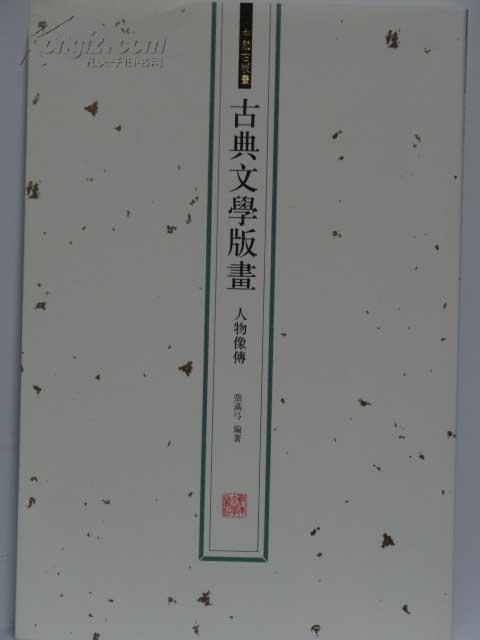 Kongfz.com
孔夫子旧书网
古典文學版畫
人物像傳
張滿弓 編著